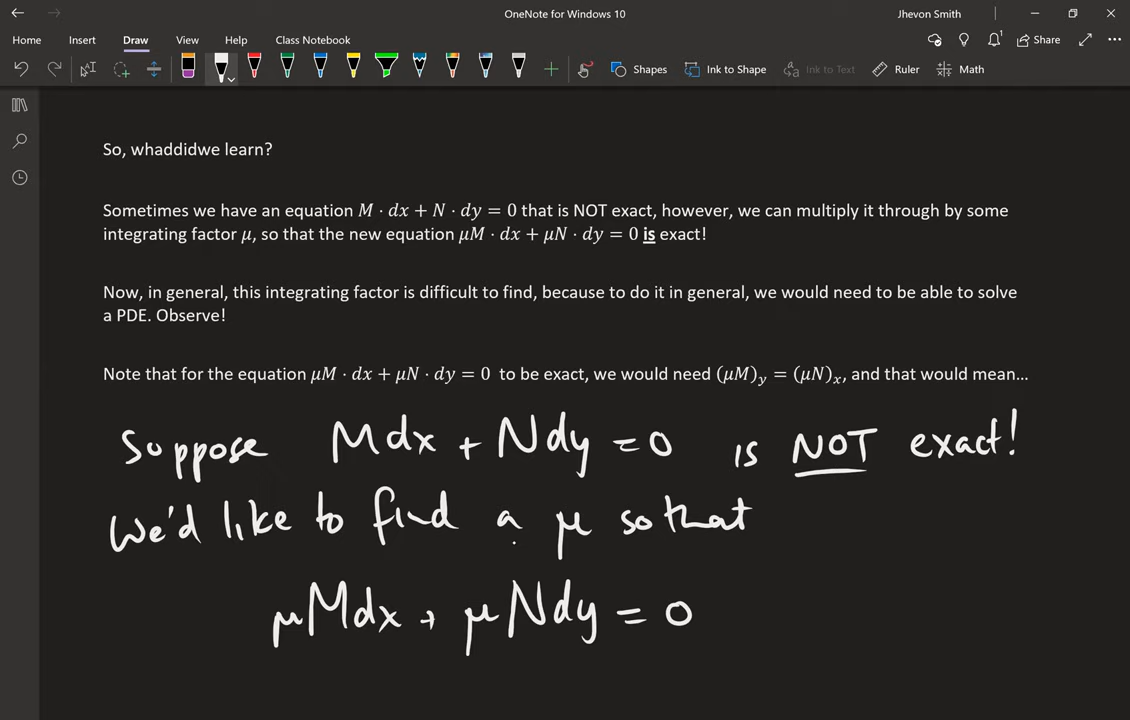 OneNote for Windows 10
Jhevon Smith
Home Insert Draw View Help Class Notebook
Share
Shapes Ink to Shape Ink to Text Ruler Math
So, whaddidwe learn?
Sometimes we have an equation 𝑀 · 𝑑𝑥 + 𝑁 · 𝑑𝑦 = 0 that is NOT exact, however, we can multiply it through by some
integrating factor 𝜇, so that the new equation 𝜇𝑀 · 𝑑𝑥 + 𝜇𝑁 · 𝑑𝑦 = 0 is exact!
Now, in general, this integrating factor is difficult to find, because to do it in general, we would need to be able to solve
a PDE. Observe!
Note that for the equation 𝜇𝑀 · 𝑑𝑥 + 𝜇𝑁 · 𝑑𝑦 = 0 to be exact, we would need (𝜇𝑀)_𝑦 = (𝜇𝑁)_𝑥, and that would mean...
Suppose Mdx + Ndy = 0 is NOT exact!
We'd like to find a μ so that
μMdx + μNdy = 0